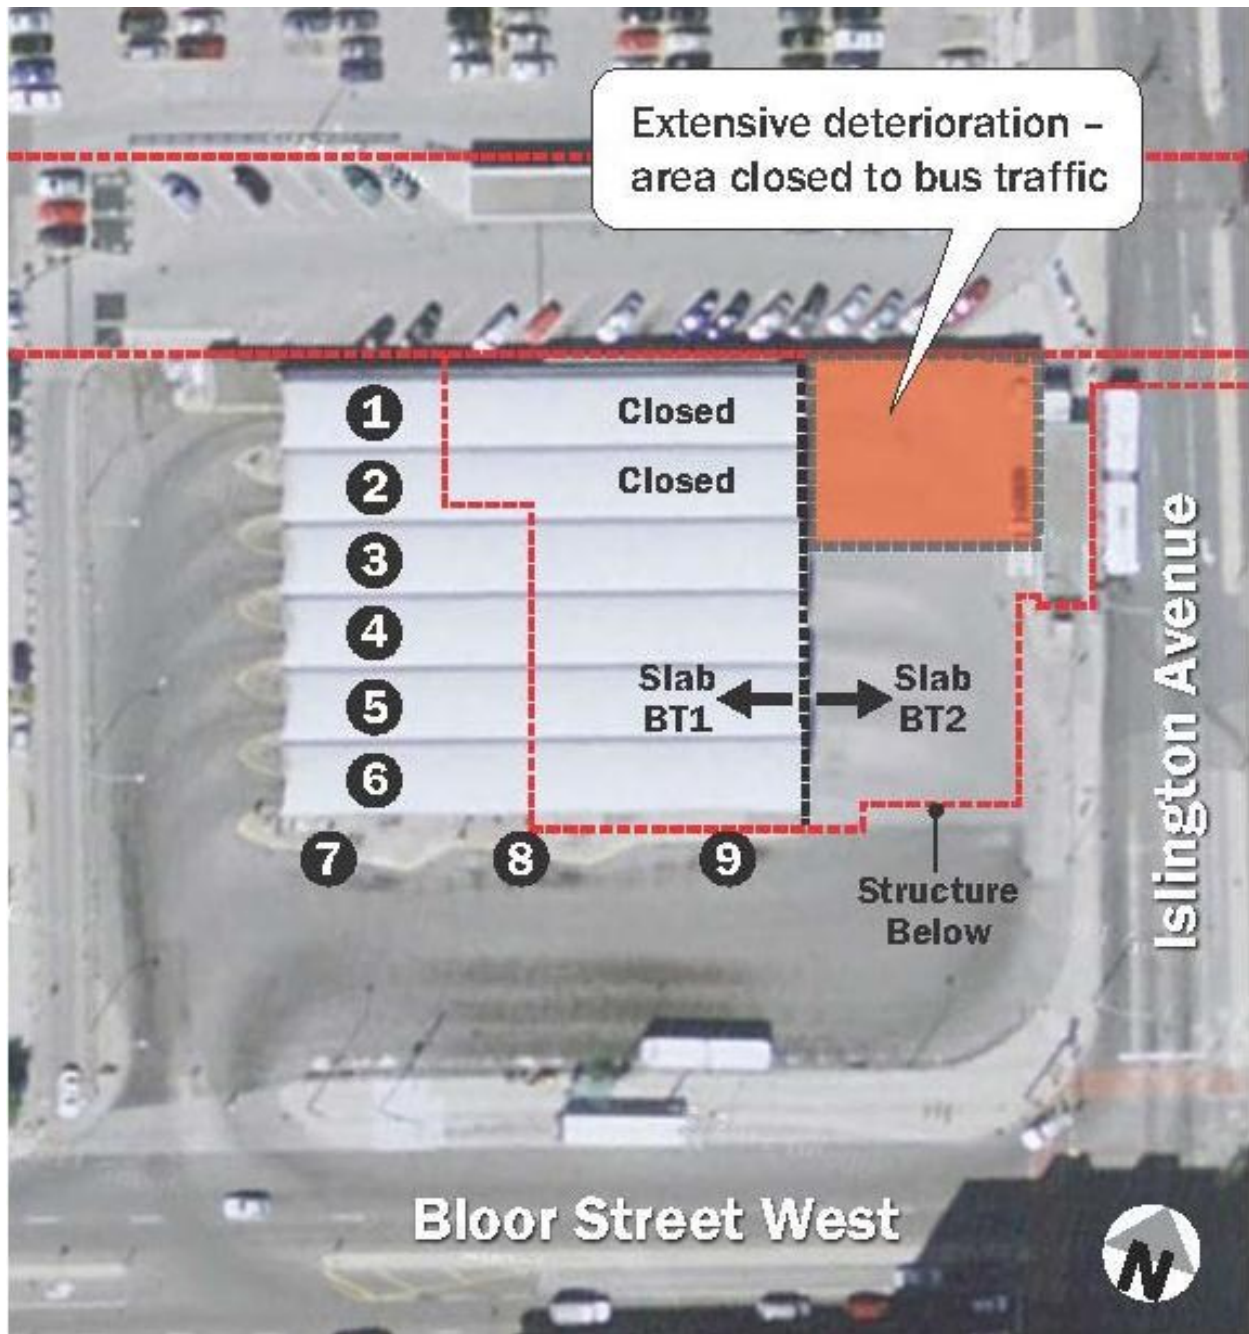 Extensive deterioration –
area closed to bus traffic
1
Closed
2
Closed
3
4
5
6
Slab
BT1
Slab
BT2
7
8
9
Structure
Below
Islington Avenue
Bloor Street West
N